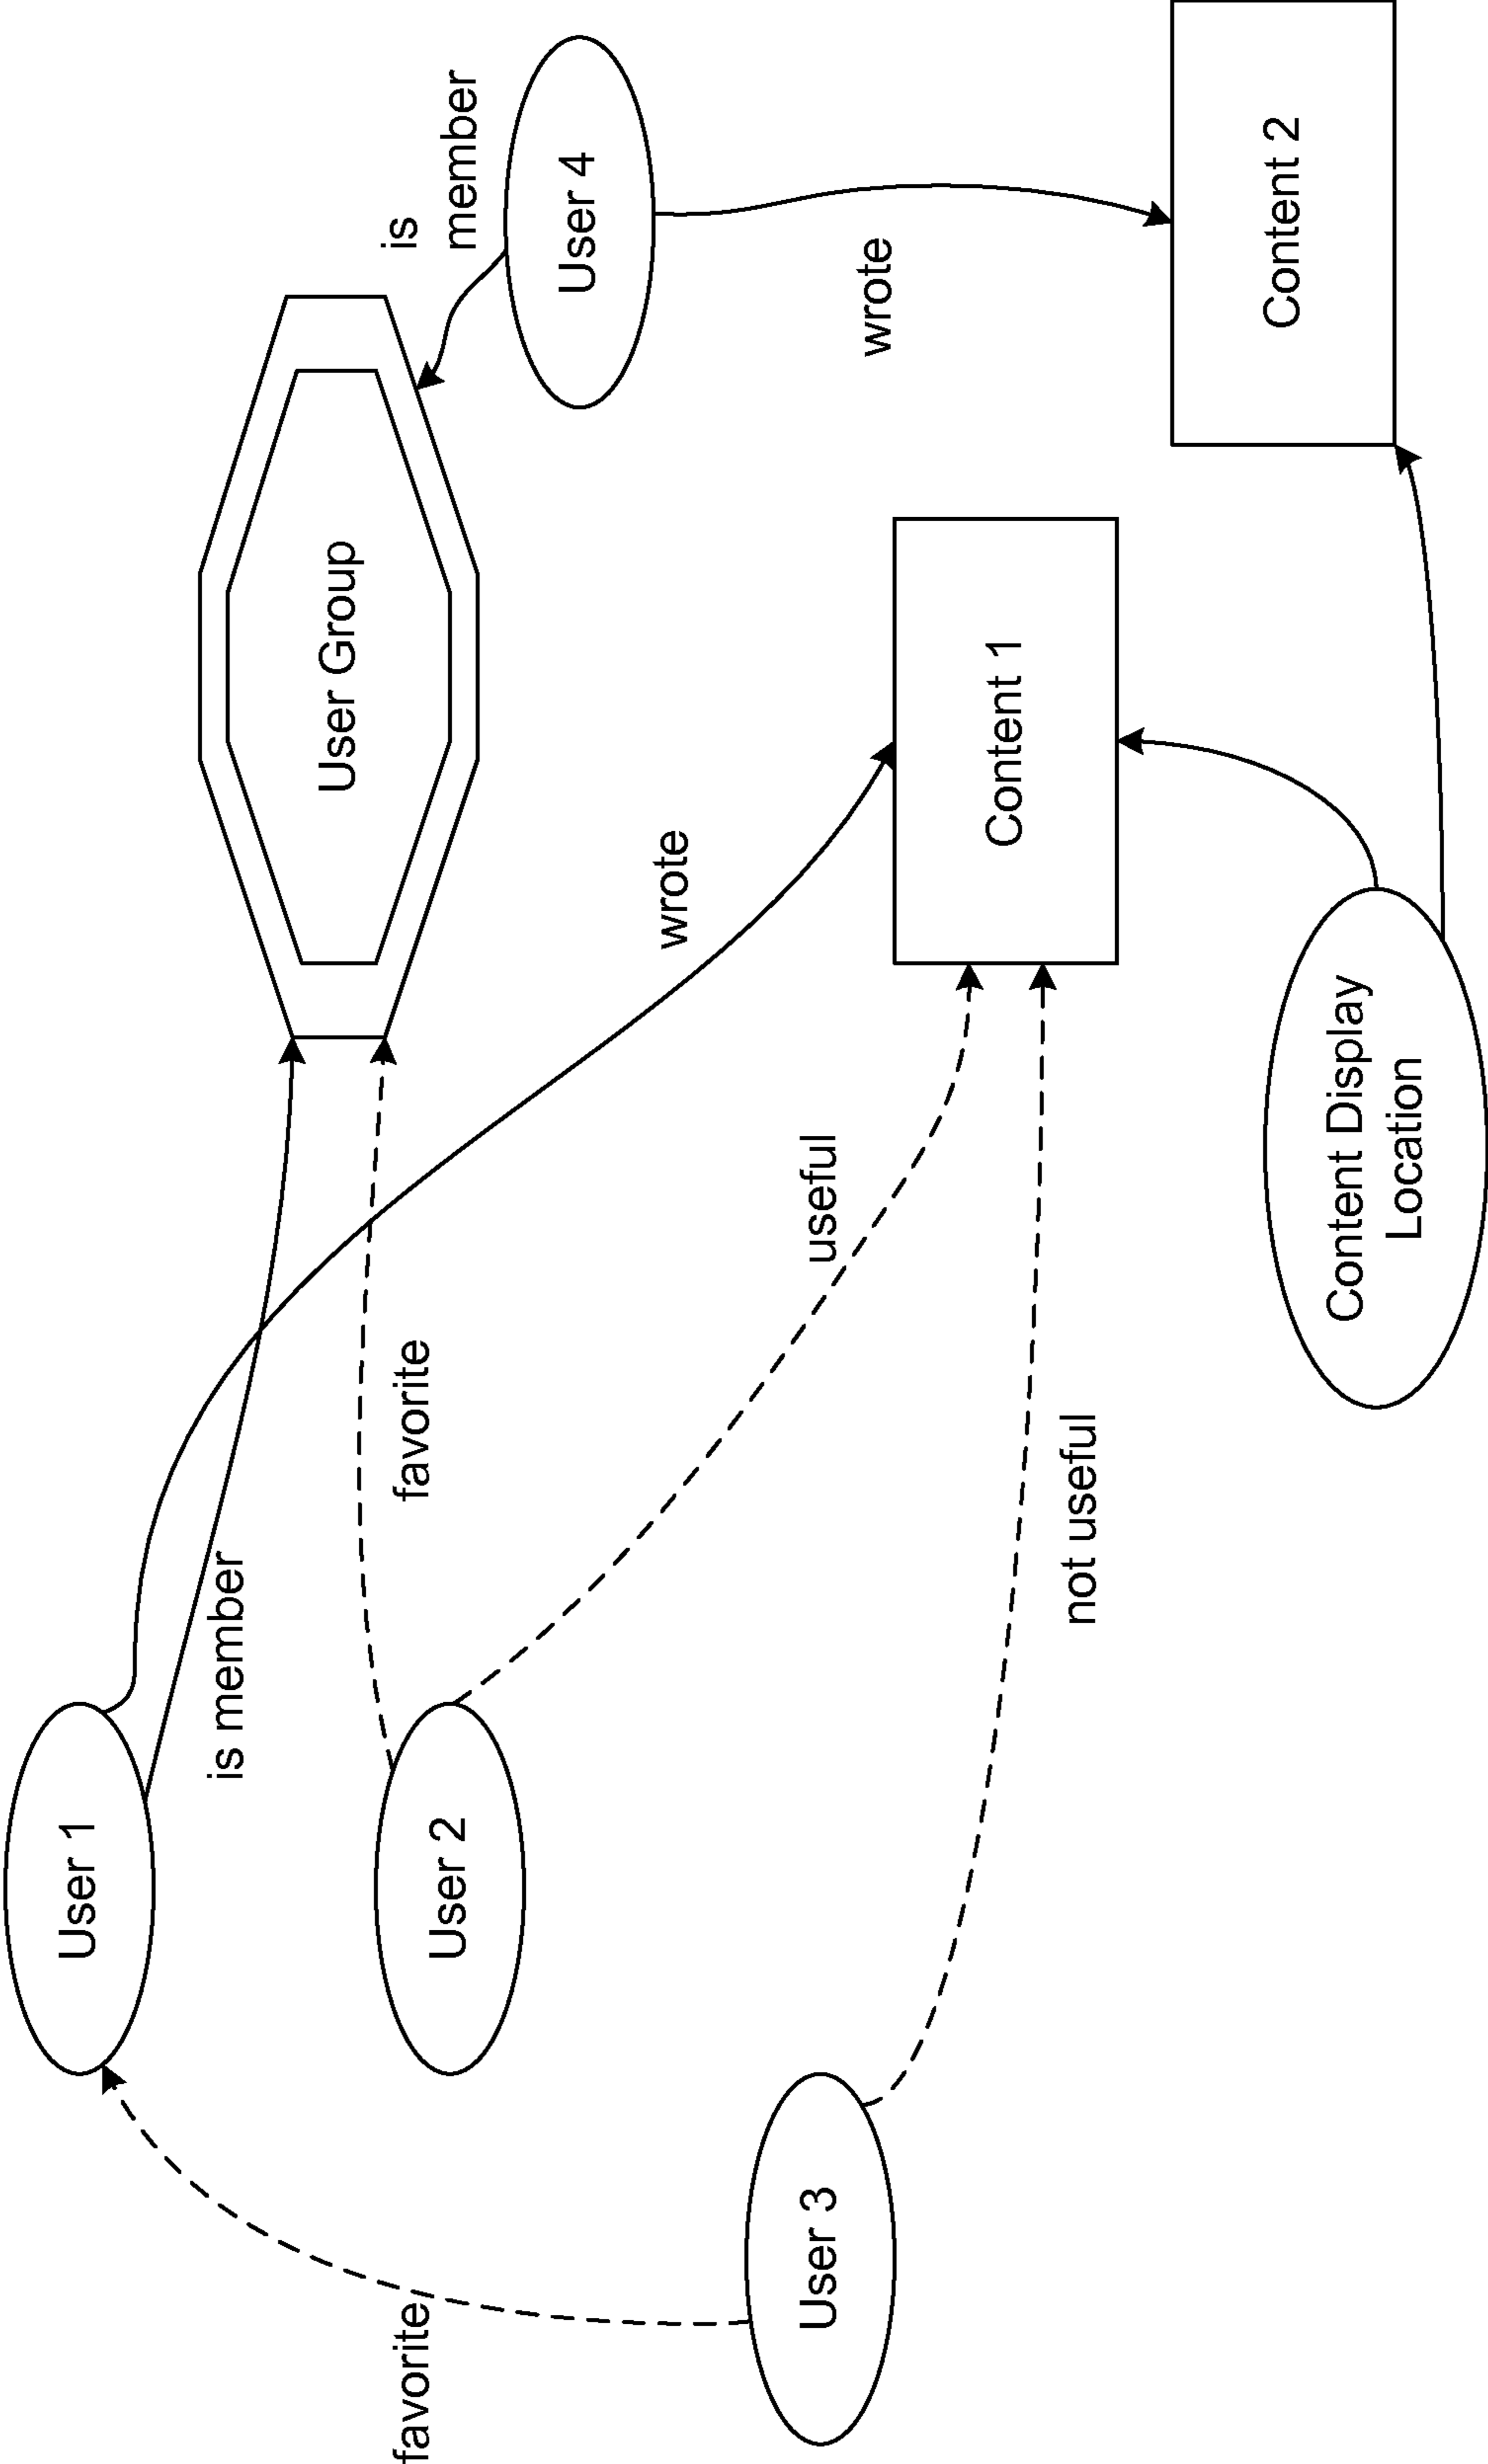 favorite
User 1
is member
User 3
User 2
favorite
not useful
useful
wrote
User Group
Content Display
Location
Content 1
is
member
User 4
wrote
Content 2